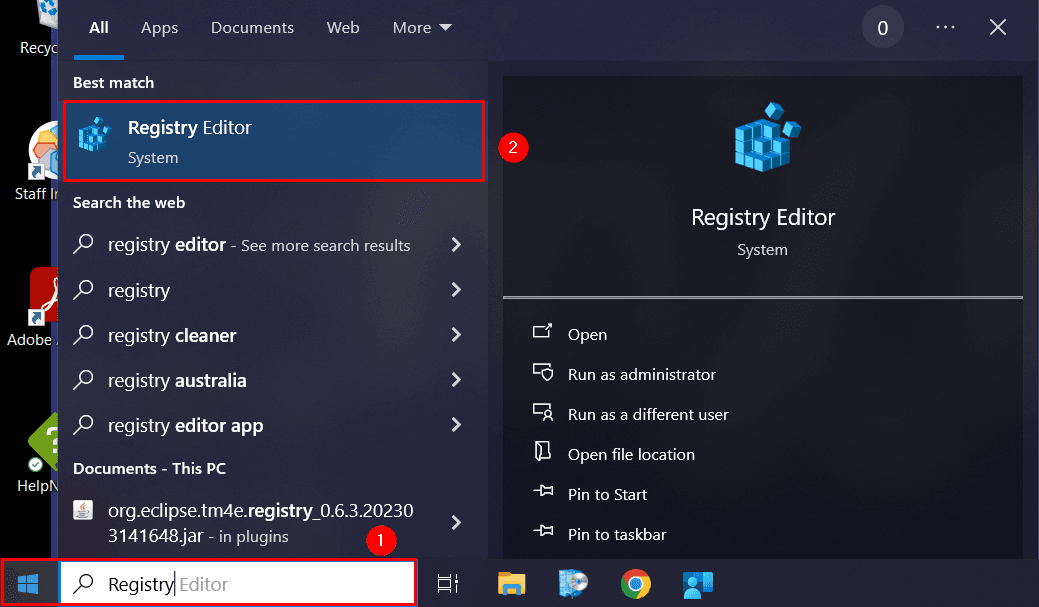 All Apps Documents Web More 0
Recyc
Best match
Registry Editor
System
2
Search the web
registry editor - See more search results
registry
registry cleaner
registry australia
registry editor app
Documents - This PC
org.eclipse.tm4e.registry_0.6.3.20230
3141648.jar - in plugins
1
Registry Editor
Registry Editor
System
Open
Run as administrator
Run as a different user
Open file location
Pin to Start
Pin to taskbar
Staff In
Adobe A
HelpN